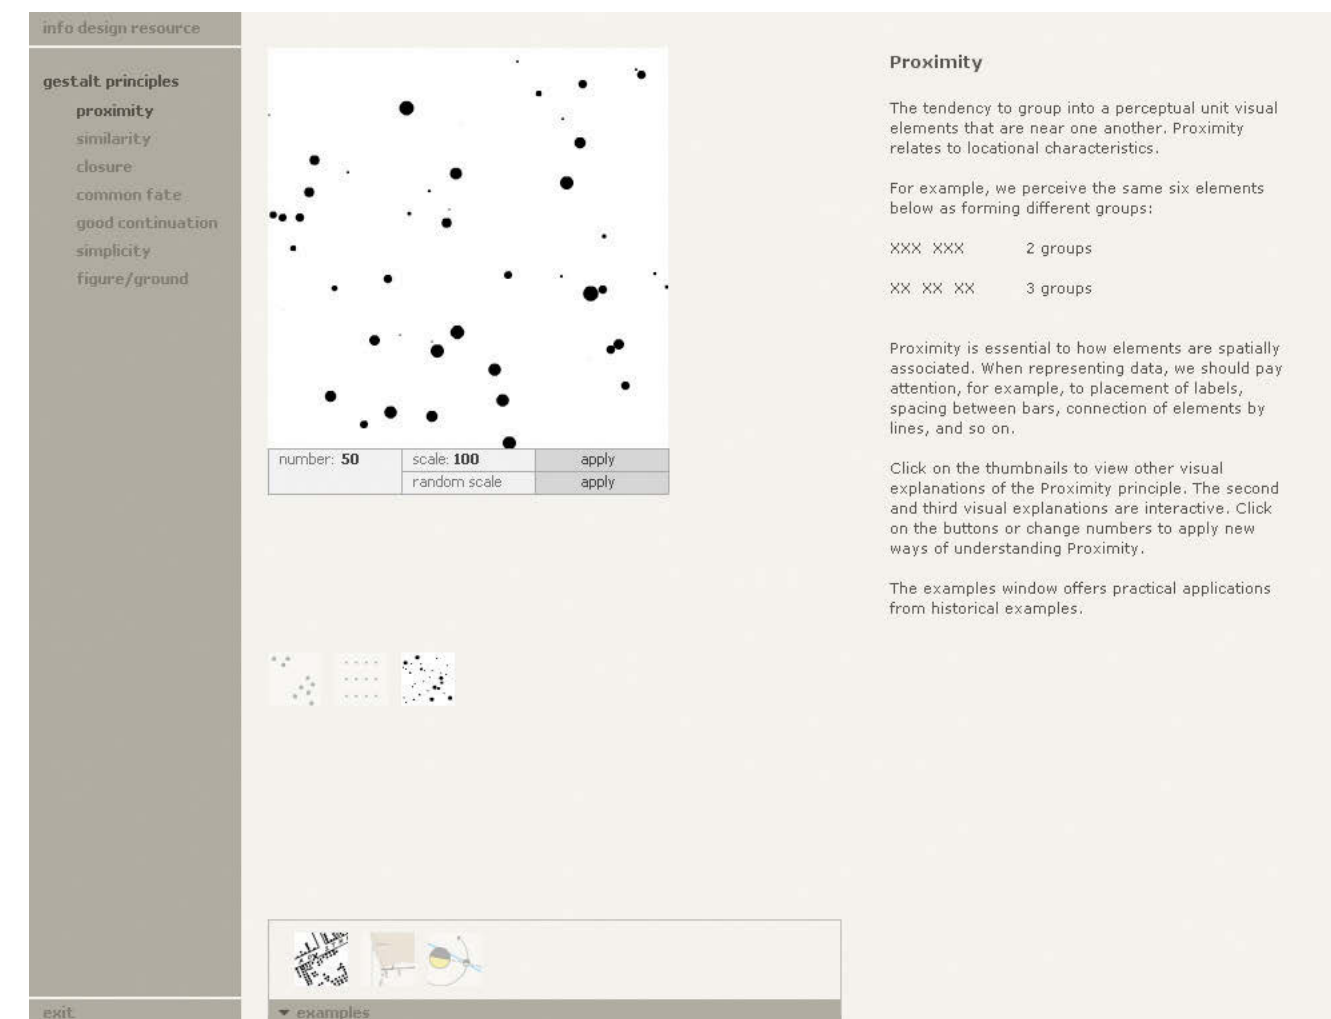 info design resource
gestalt principles
proximity
similarity
closure
common fate
good continuation
simplicity
figure/ground
exit
number: 50
scale: 100
apply
random scale
apply
examples
Proximity
The tendency to group into a perceptual unit visual
elements that are near one another. Proximity
relates to locational characteristics.
For example, we perceive the same six elements
below as forming different groups:
XXX XXX 2 groups
XX XX XX 3 groups
Proximity is essential to how elements are spatially
associated. When representing data, we should pay
attention, for example, to placement of labels,
spacing between bars, connection of elements by
lines, and so on.
Click on the thumbnails to view other visual
explanations of the Proximity principle. The second
and third visual explanations are interactive. Click
on the buttons or change numbers to apply new
ways of understanding Proximity.
The examples window offers practical applications
from historical examples.